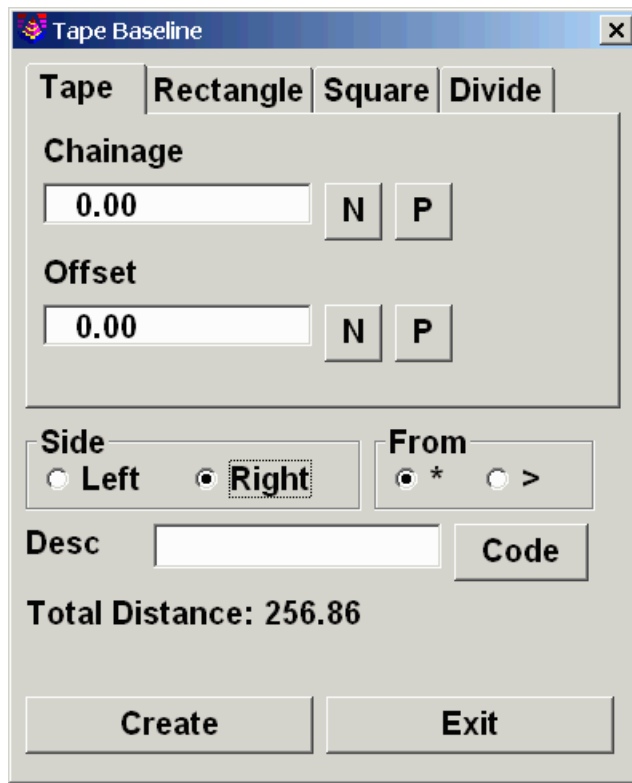 Tape Baseline
Tape Rectangle Square Divide
Chainage
0.00 N P
Offset
0.00 N P
Side From
Left Right * >
Desc Code
Total Distance: 256.86
Create Exit